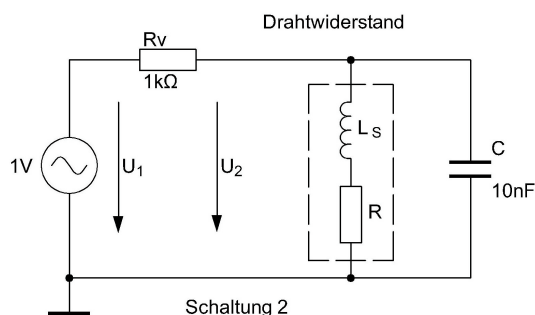 Drahtwiderstand
Rv
1kΩ
1V
U1
U2
LS
R
C
10nF
Schaltung 2